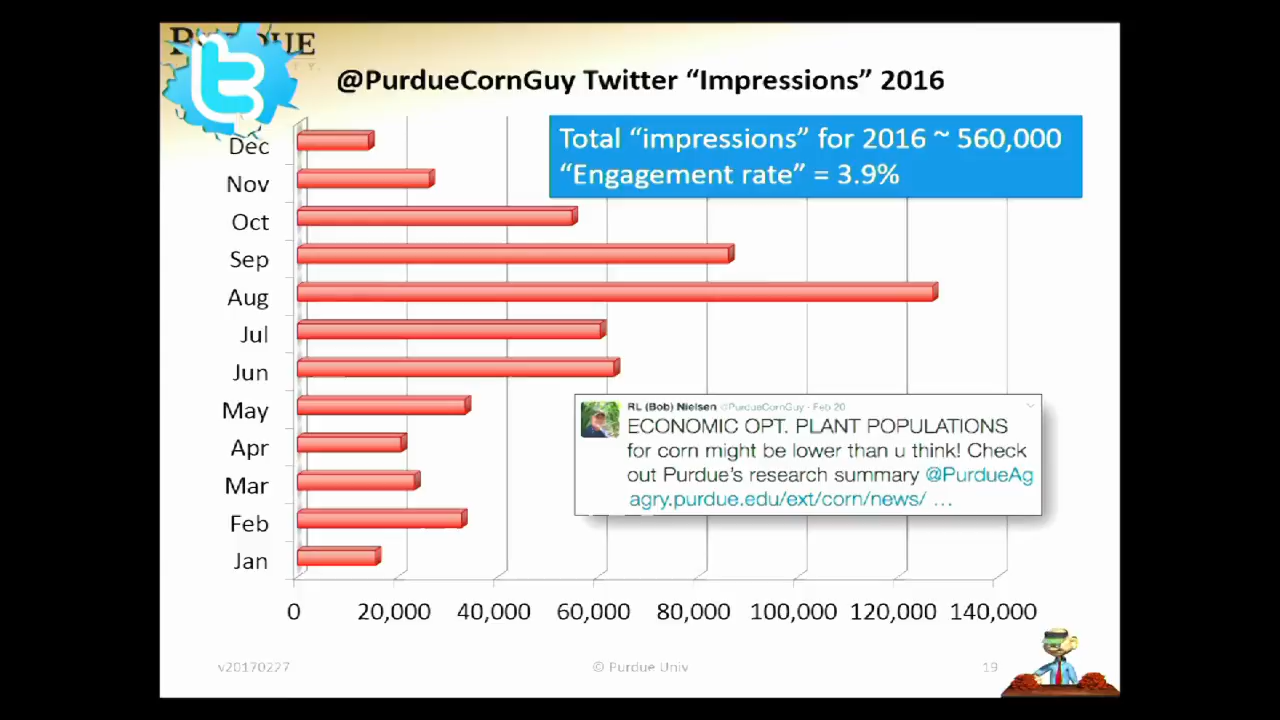 PURDUE
@PurdueCornGuy Twitter “Impressions” 2016
Total “impressions” for 2016 ~ 560,000
“Engagement rate” = 3.9%
Dec
Nov
Oct
Sep
Aug
Jul
Jun
May
Apr
Mar
Feb
Jan
RL (Bob) Nielsen @PurdueCornGuy · Feb 20
ECONOMIC OPT. PLANT POPULATIONS
for corn might be lower than u think! Check
out Purdue's research summary @PurdueAg
agry.purdue.edu/ext/corn/news/ ...
0 20,000 40,000 60,000 80,000 100,000 120,000 140,000
v20170227 © Purdue Univ 19